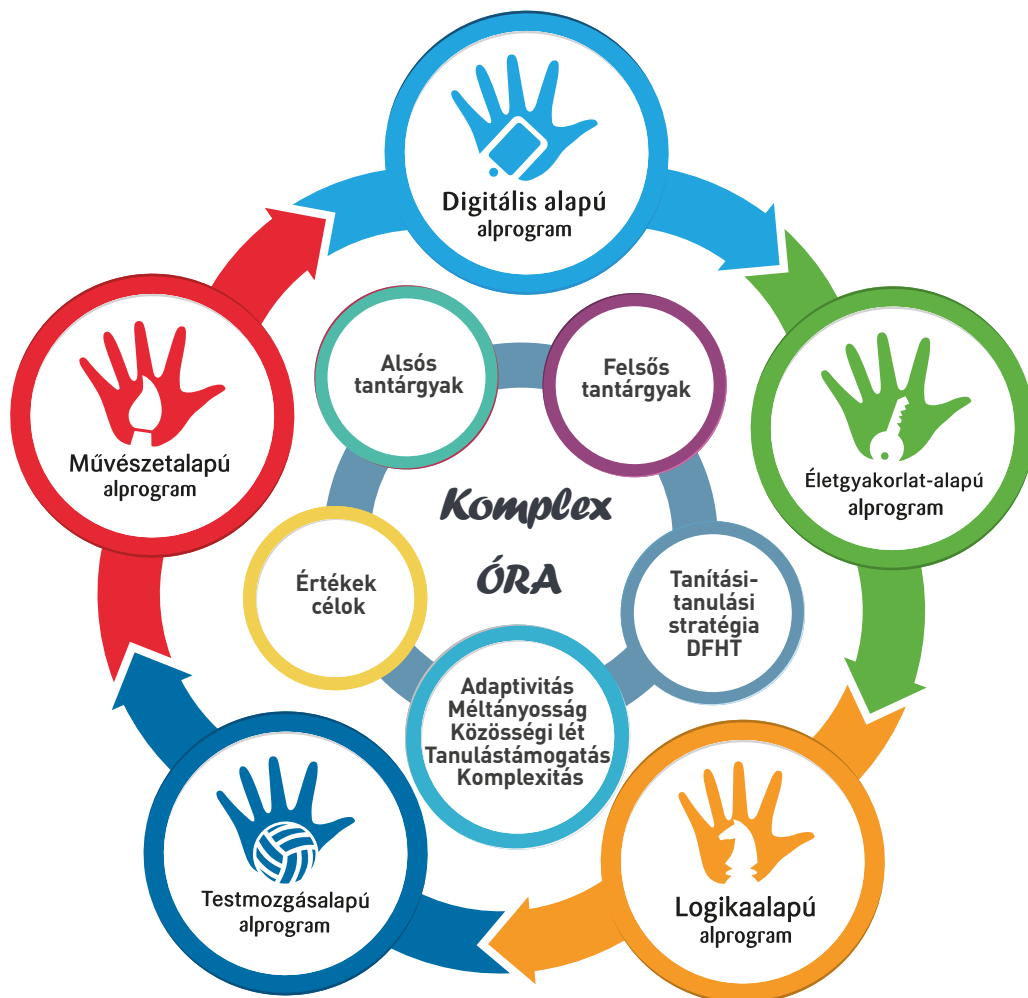 Digitális alapú
alprogram
Alsós
tantárgyak
Felsős
tantárgyak
Művészetalapú
alprogram
Életgyakorlat-alapú
alprogram
Komplex
ÓRA
Értékek
célok
Tanítási-
tanulási
stratégia
DFHT
Adaptivitás
Méltányosság
Közösségi lét
Tanulástámogatás
Komplexitás
Testmozgásalapú
alprogram
Logikaalapú
alprogram